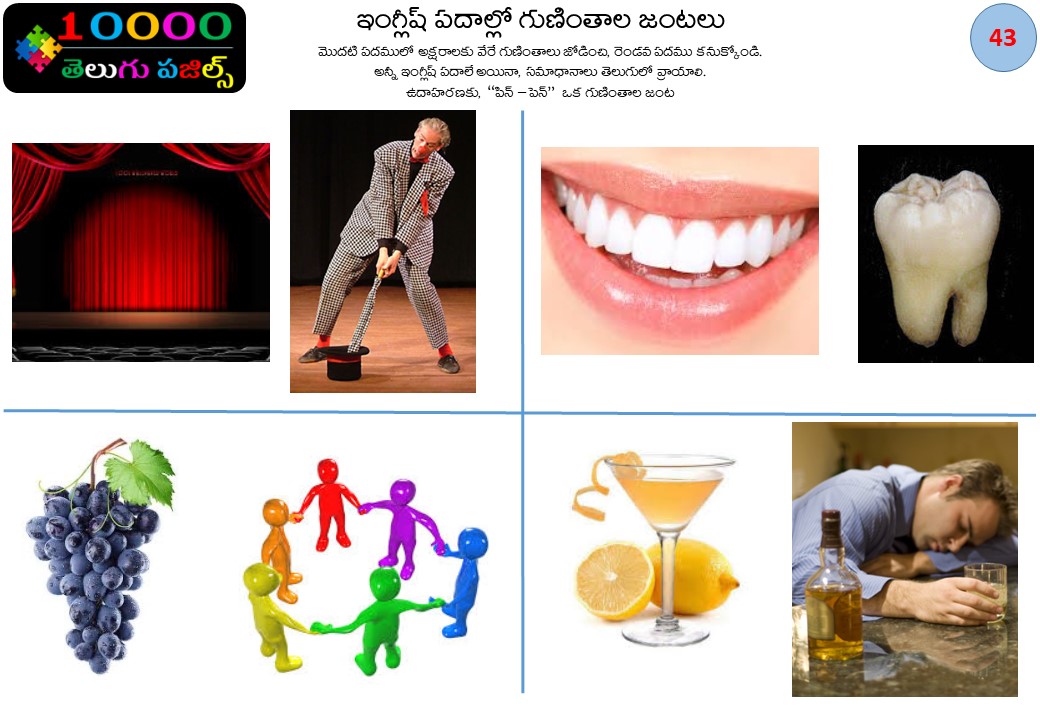 10000
తెలుగు పజిల్స్
ఇంగ్లీష్ పదాల్లో గుణింతాల జంటలు
43
మొదటి పదములో అక్షరాలకు వేరే గుణింతాలు జోడించి, రెండవ పదము కనుక్కోండి.
అన్నీ ఇంగ్లీష్ పదాలే అయినా, సమాధానాలు తెలుగులో వ్రాయాలి.
ఉదాహరణకు, “పిన్ – పెన్” ఒక గుణింతాల జంట